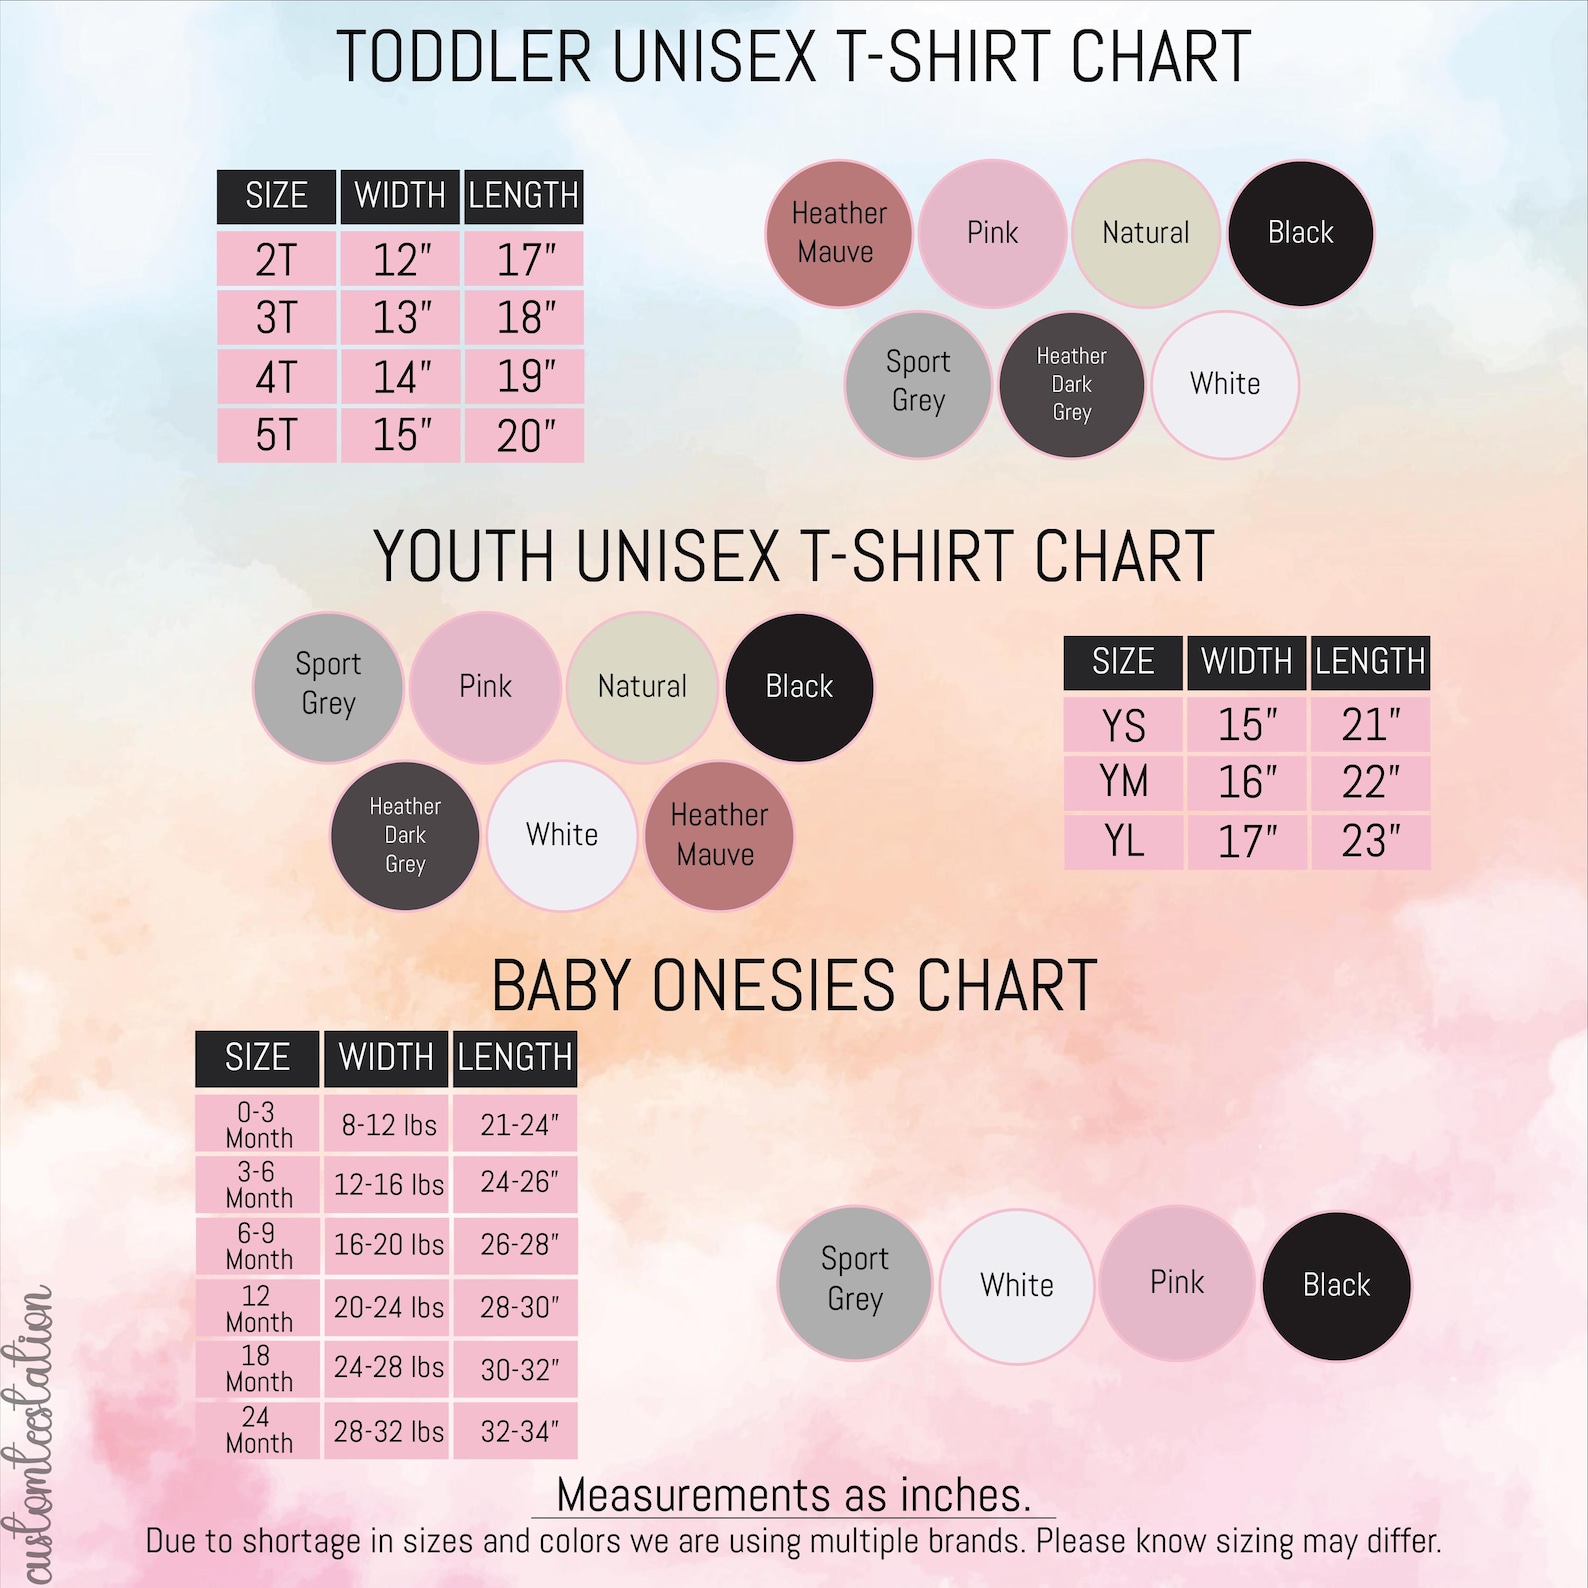 TODDLER UNISEX T-SHIRT CHART
SIZE WIDTH LENGTH
2T 12" 17"
3T 13" 18"
4T 14" 19"
5T 15" 20"
Heather
Mauve
Pink
Natural
Black
Sport
Grey
Heather
Dark
Grey
White
YOUTH UNISEX T-SHIRT CHART
Sport
Grey
Pink
Natural
Black
Heather
Dark
Grey
White
Heather
Mauve
SIZE WIDTH LENGTH
YS 15" 21"
YM 16" 22"
YL 17" 23"
BABY ONESIES CHART
SIZE WIDTH LENGTH
0-3
Month
8-12 lbs 21-24"
3-6
Month
12-16 lbs 24-26"
6-9
Month
16-20 lbs 26-28"
12
Month
20-24 lbs 28-30"
18
Month
24-28 lbs 30-32"
24
Month
28-32 lbs 32-34"
Sport
Grey
White
Pink
Black
Measurements as inches.
Due to shortage in sizes and colors we are using multiple brands. Please know sizing may differ.
customteestation